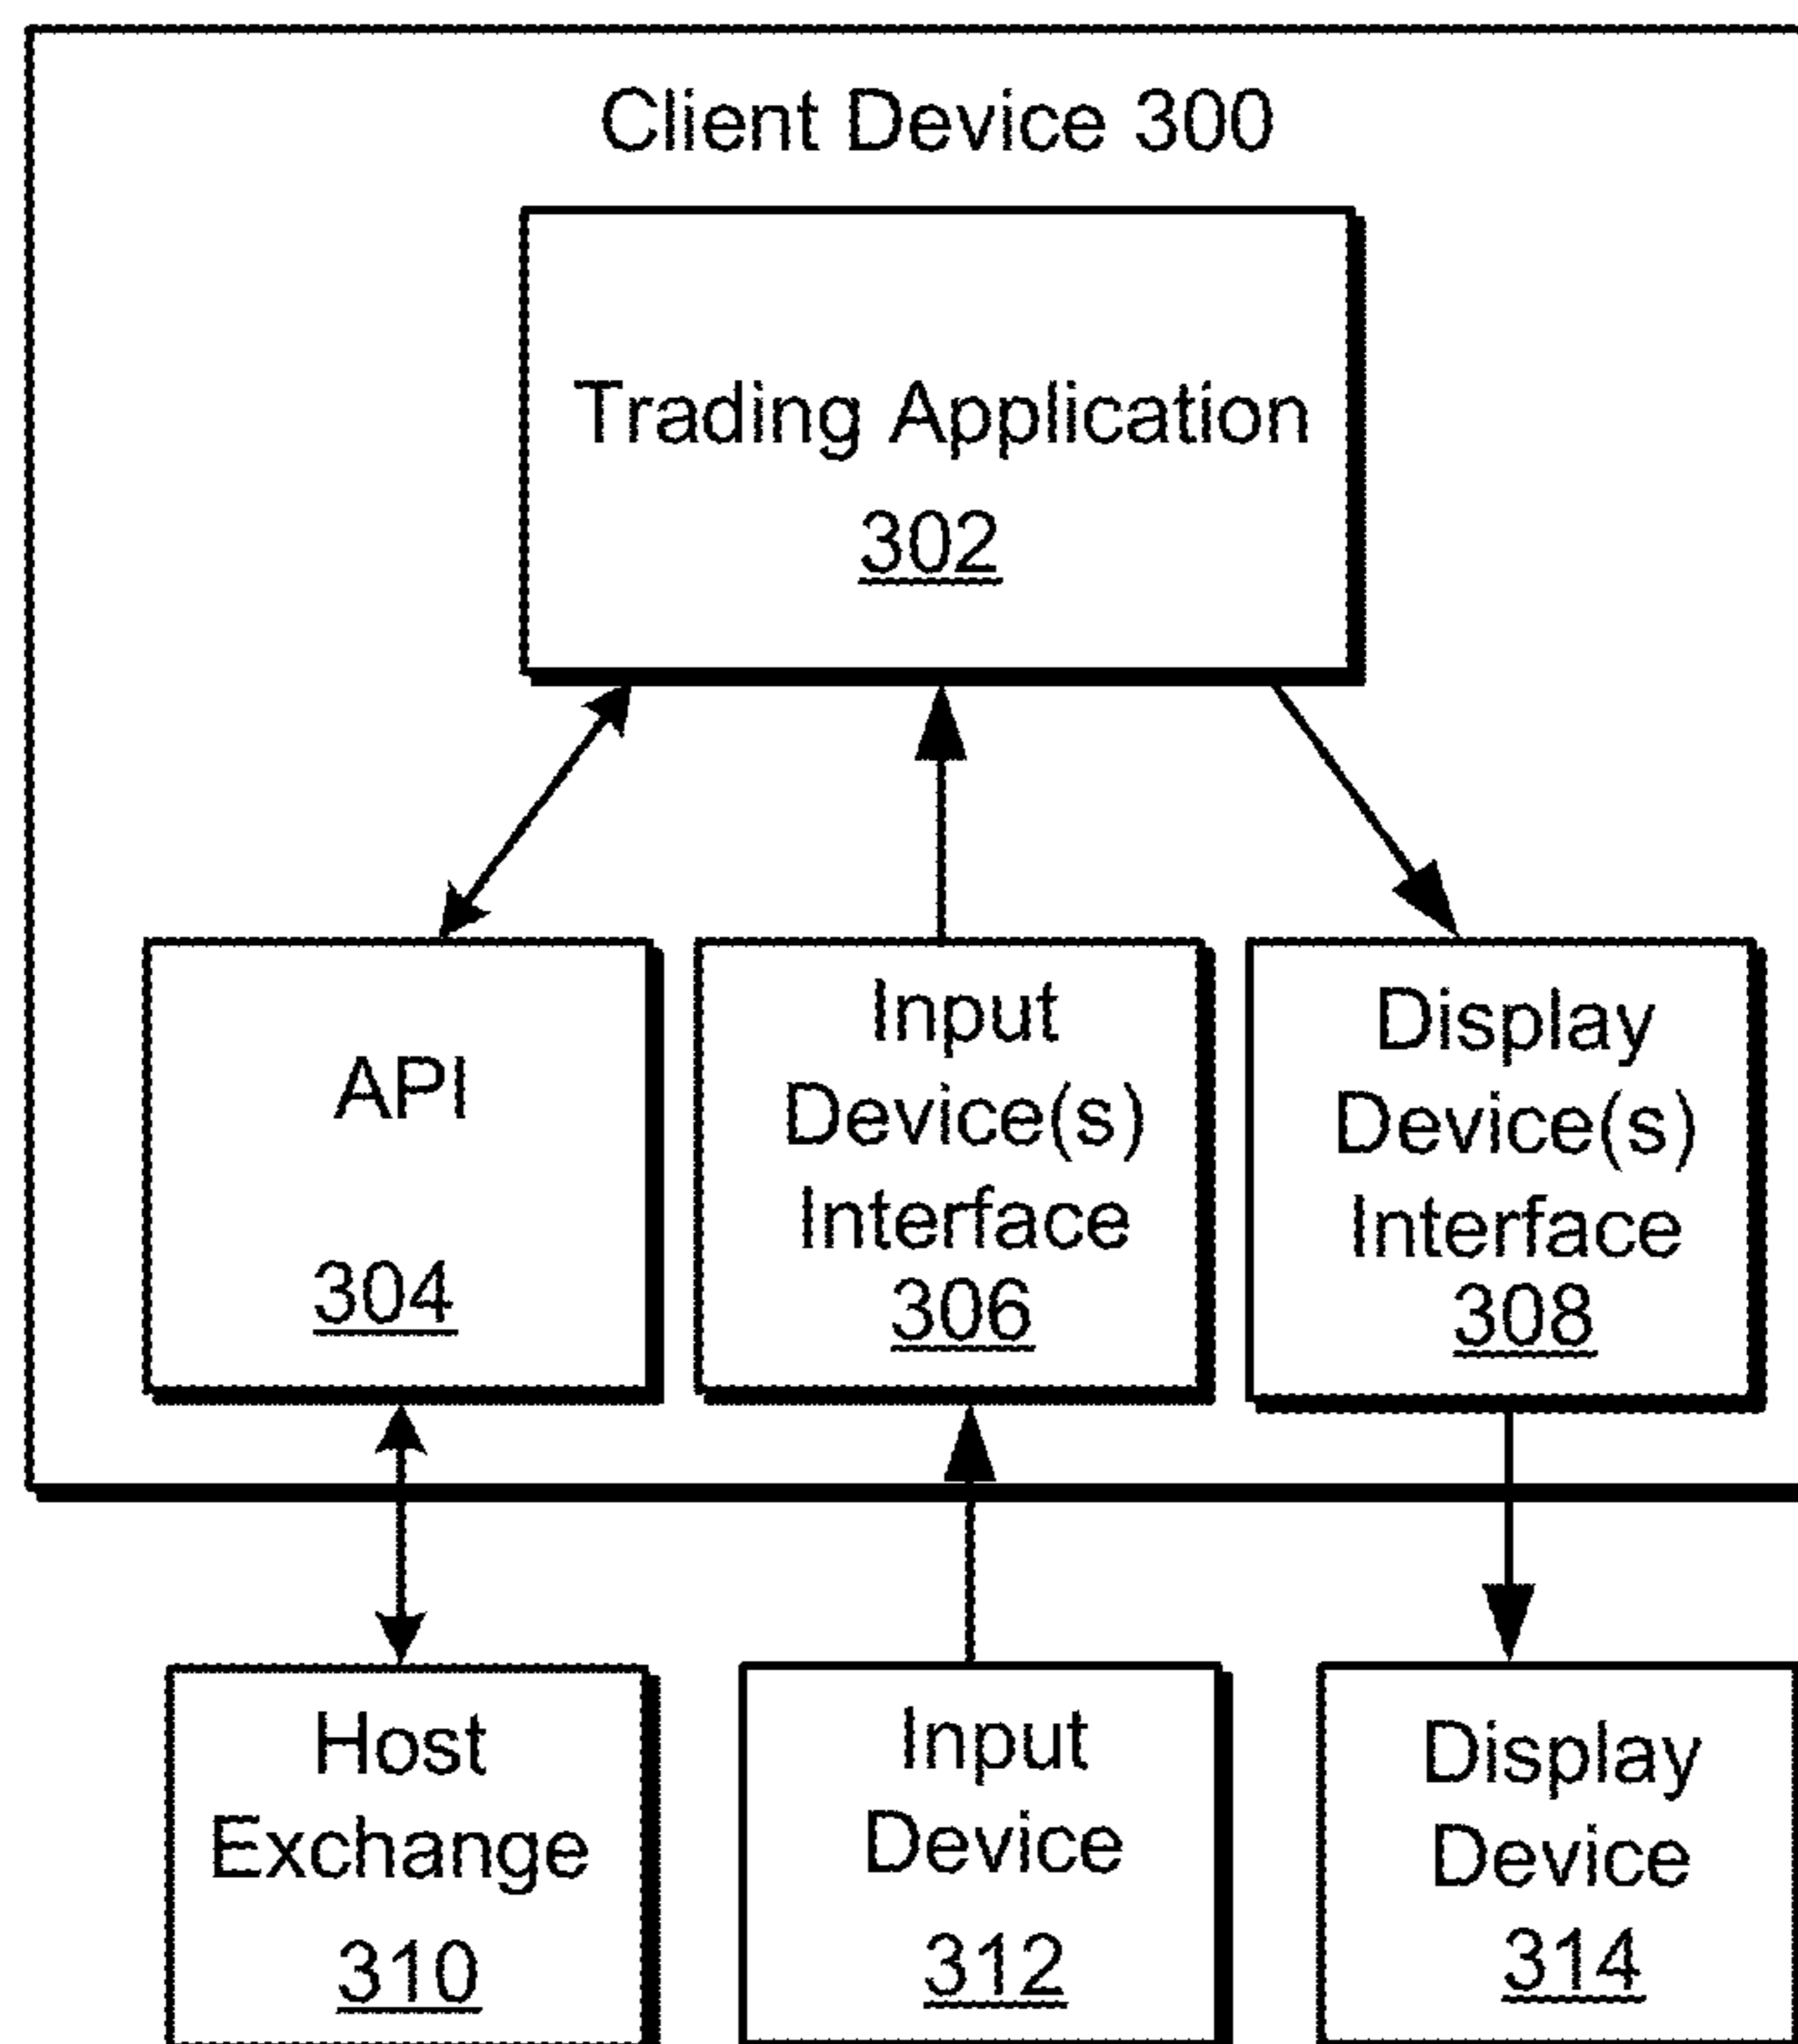 Client Device 300
Trading Application
302
API
304
Input
Device(s)
Interface
306
Display
Device(s)
Interface
308
Host
Exchange
310
Input
Device
312
Display
Device
314